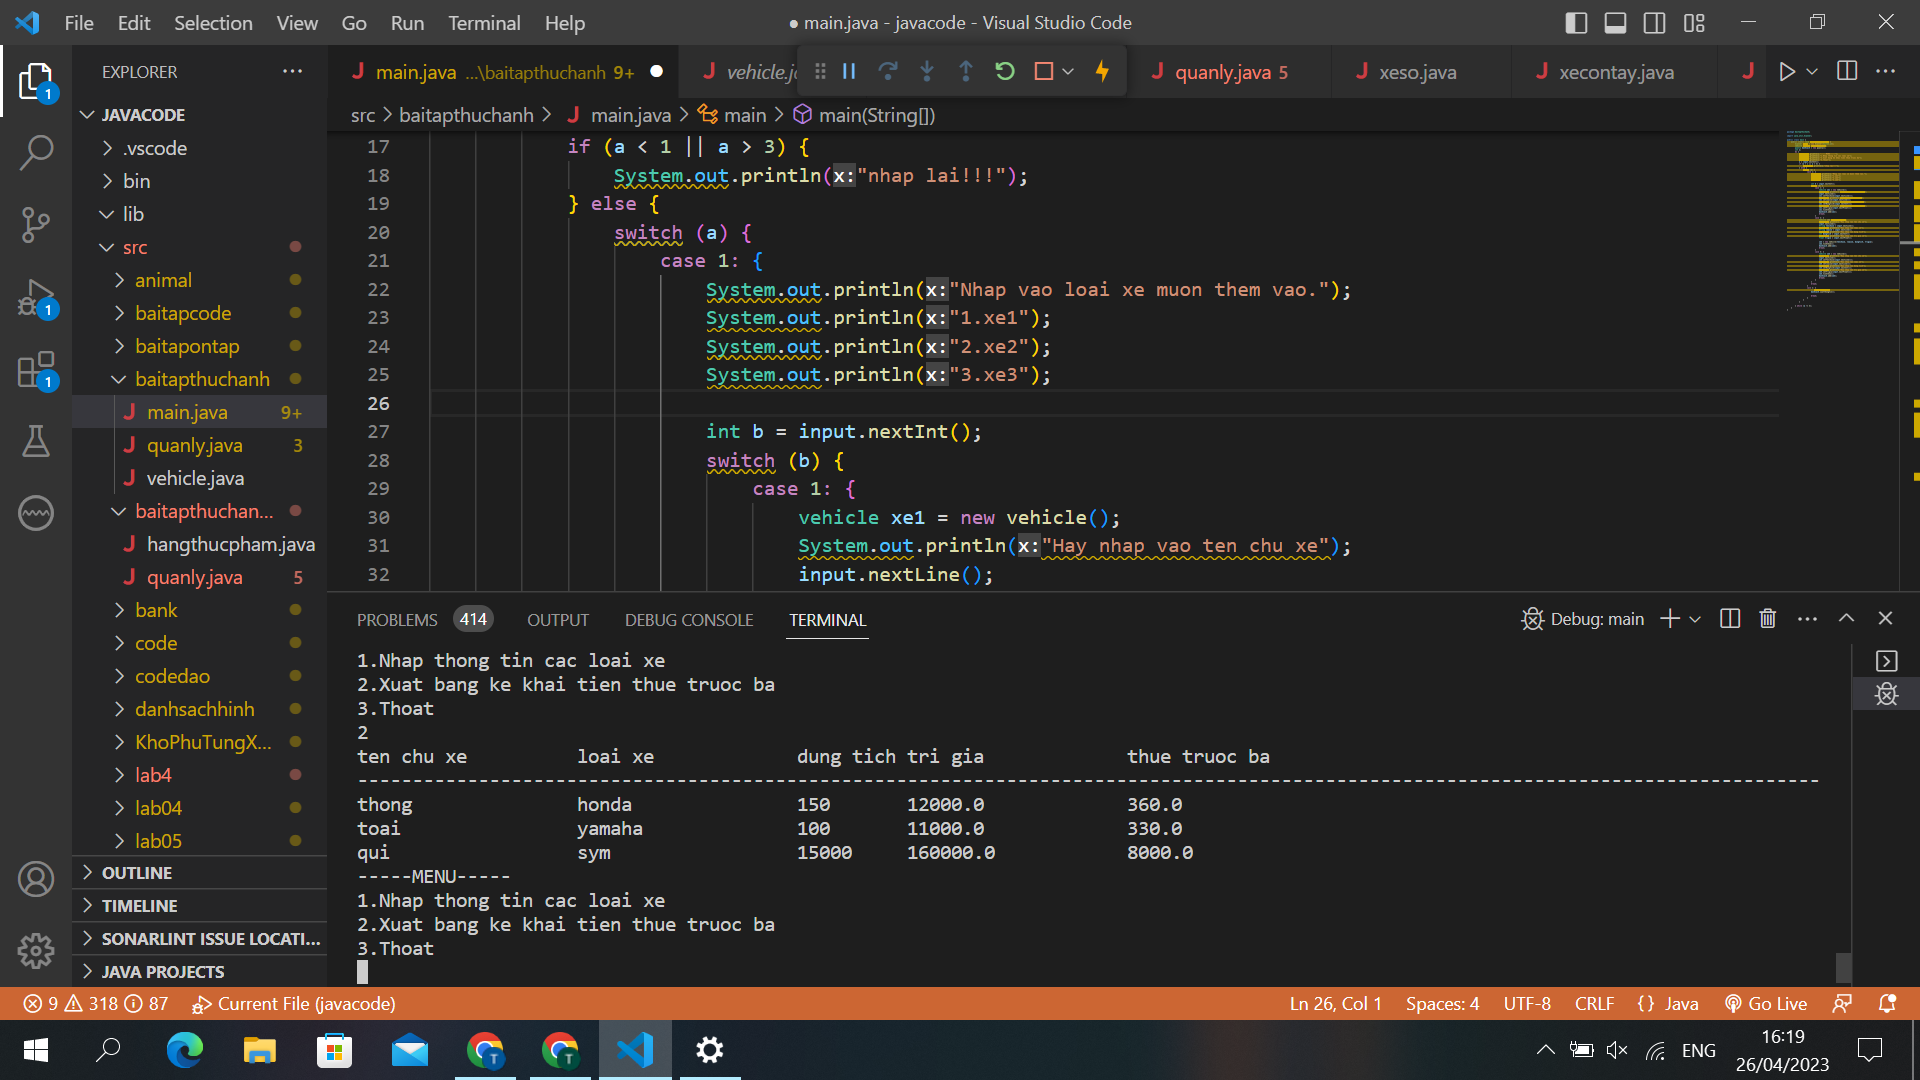 File Edit Selection View Go Run Terminal Help
● main.java - javacode - Visual Studio Code
EXPLORER
main.java ...\baitapthuchanh 9+
vehicle.jc
quanly.java 5
xeso.java
xecontay.java
src > baitapthuchanh > main.java > main > main(String[])
JAVACODE
.vscode
bin
lib
src
animal
baitapcode
baitapontap
baitapthuchanh
main.java 9+
quanly.java 3
vehicle.java
baitapthuchan...
hangthucpham.java
quanly.java 5
bank
code
codedao
danhsachhinh
KhoPhuTungX...
lab4
lab04
lab05
OUTLINE
TIMELINE
SONARLINT ISSUE LOCATI...
JAVA PROJECTS
17 if (a < 1 || a > 3) {
18 System.out.println(x:"nhap lai!!!");
19 } else {
20 switch (a) {
21 case 1: {
22 System.out.println(x:"Nhap vao loai xe muon them vao.");
23 System.out.println(x:"1.xe1");
24 System.out.println(x:"2.xe2");
25 System.out.println(x:"3.xe3");
26
27 int b = input.nextInt();
28 switch (b) {
29 case 1: {
30 vehicle xe1 = new vehicle();
31 System.out.println(x:"Hay nhap vao ten chu xe");
32 input.nextLine();
PROBLEMS 414 OUTPUT DEBUG CONSOLE TERMINAL
Debug: main
1.Nhap thong tin cac loai xe
2.Xuat bang ke khai tien thue truoc ba
3.Thoat
2
ten chu xe loai xe dung tich tri gia thue truoc ba
-------------------------------------------------------------------------------------------------------------------------------------
thong honda 150 12000.0 360.0
toai yamaha 100 11000.0 330.0
qui sym 15000 160000.0 8000.0
-----MENU-----
1.Nhap thong tin cac loai xe
2.Xuat bang ke khai tien thue truoc ba
3.Thoat
9 318 87 Current File (javacode)
Ln 26, Col 1 Spaces: 4 UTF-8 CRLF {} Java Go Live
ENG
16:19
26/04/2023